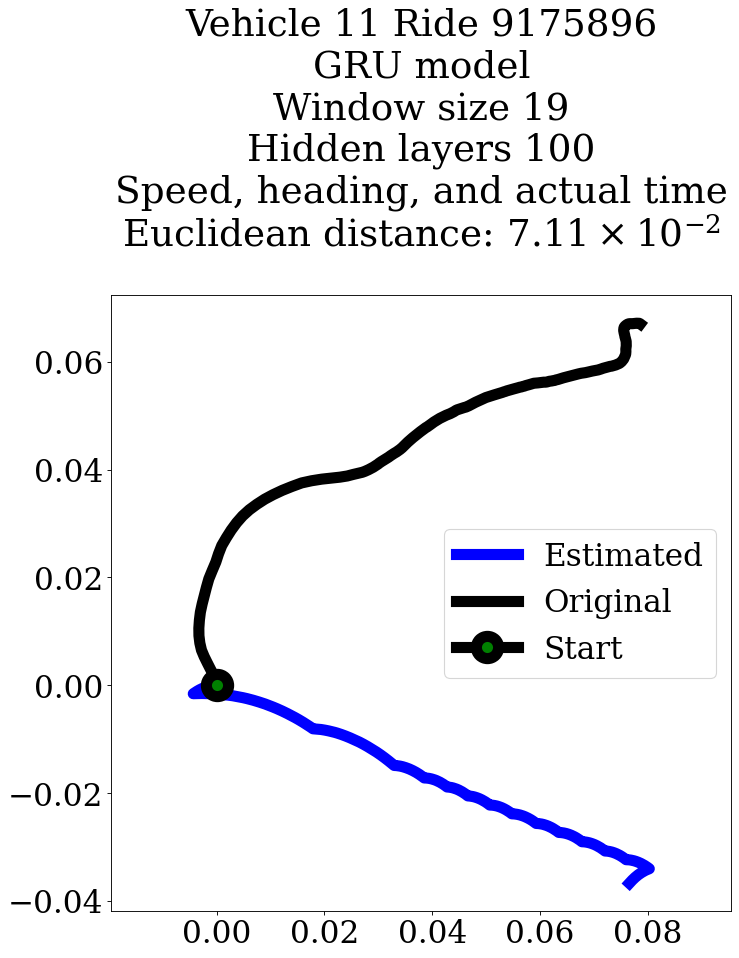 Vehicle 11 Ride 9175896
GRU model
Window size 19
Hidden layers 100
Speed, heading, and actual time
Euclidean distance: 7.11 × 10⁻²
0.06
0.04
0.02
0.00
−0.02
−0.04
Estimated
Original
Start
0.00 0.02 0.04 0.06 0.08